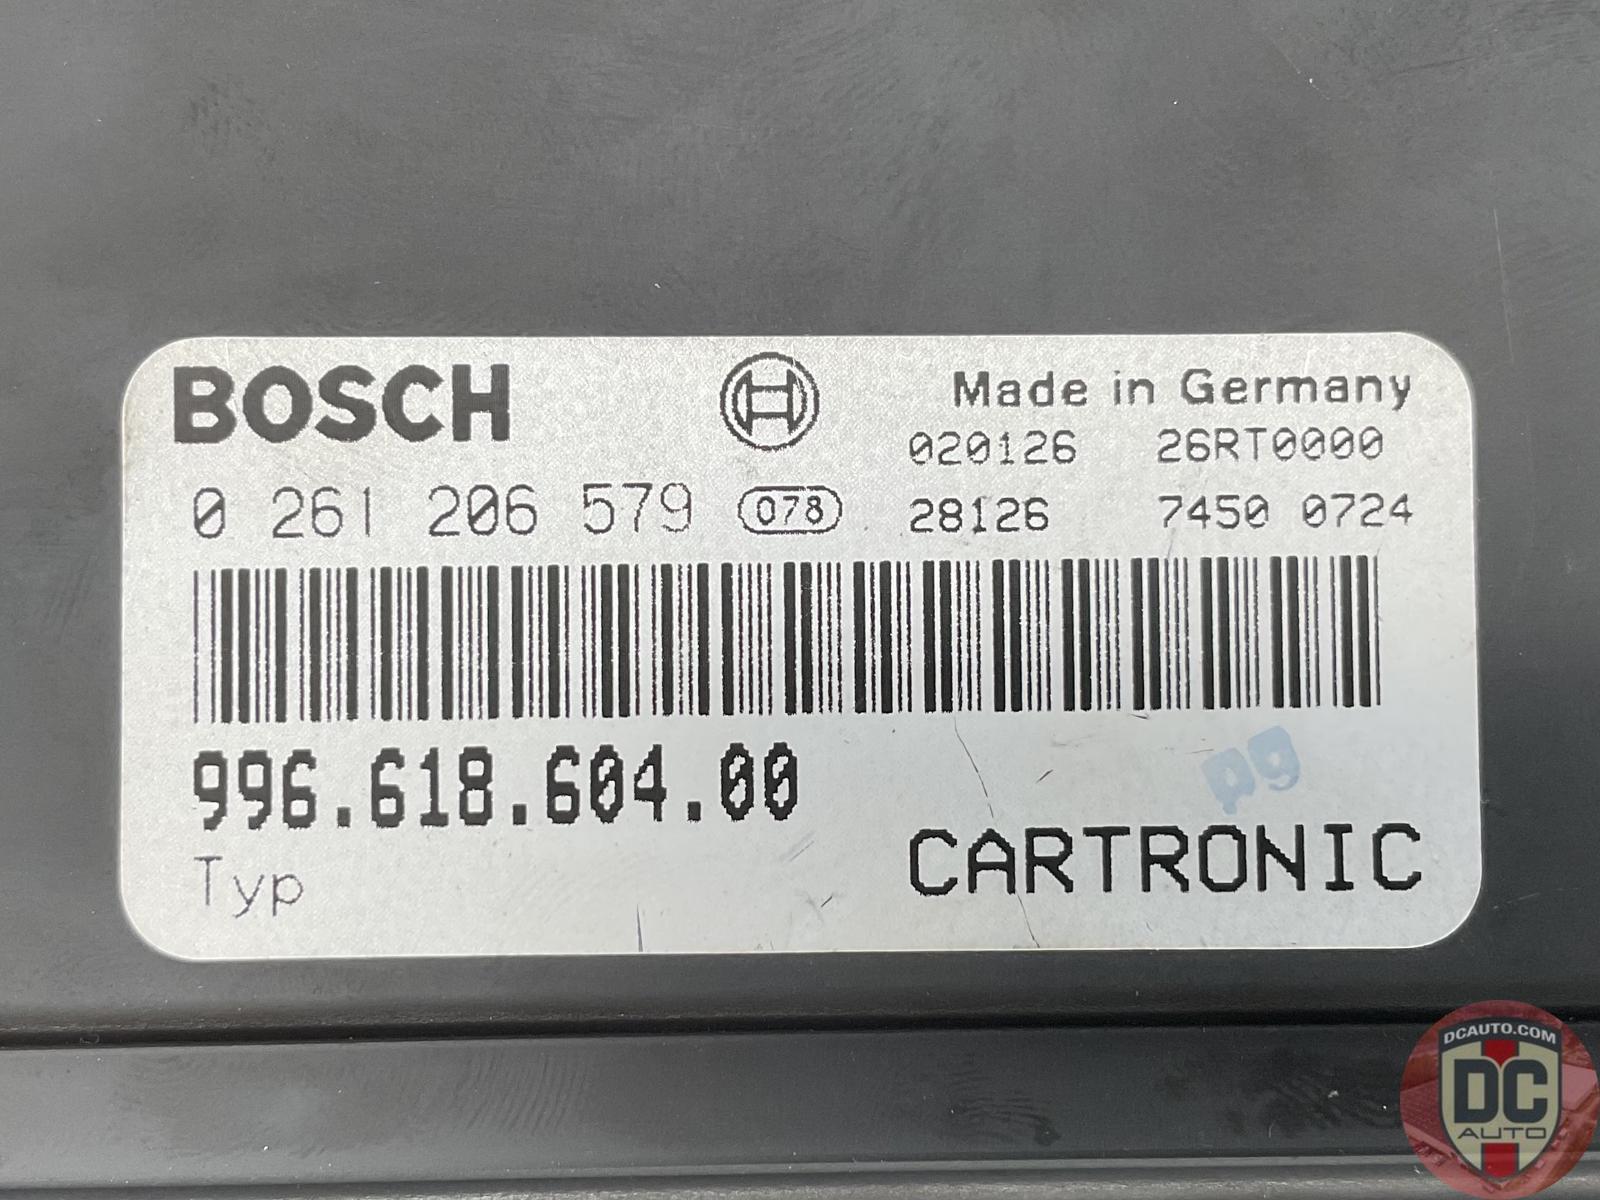 BOSCH
Made in Germany
020126 26RT0000
0 261 206 579 078 28126 7450 0724
996.618.604.00
pg
Typ
CARTRONIC
DCAUTO.COM
DC
AUTO